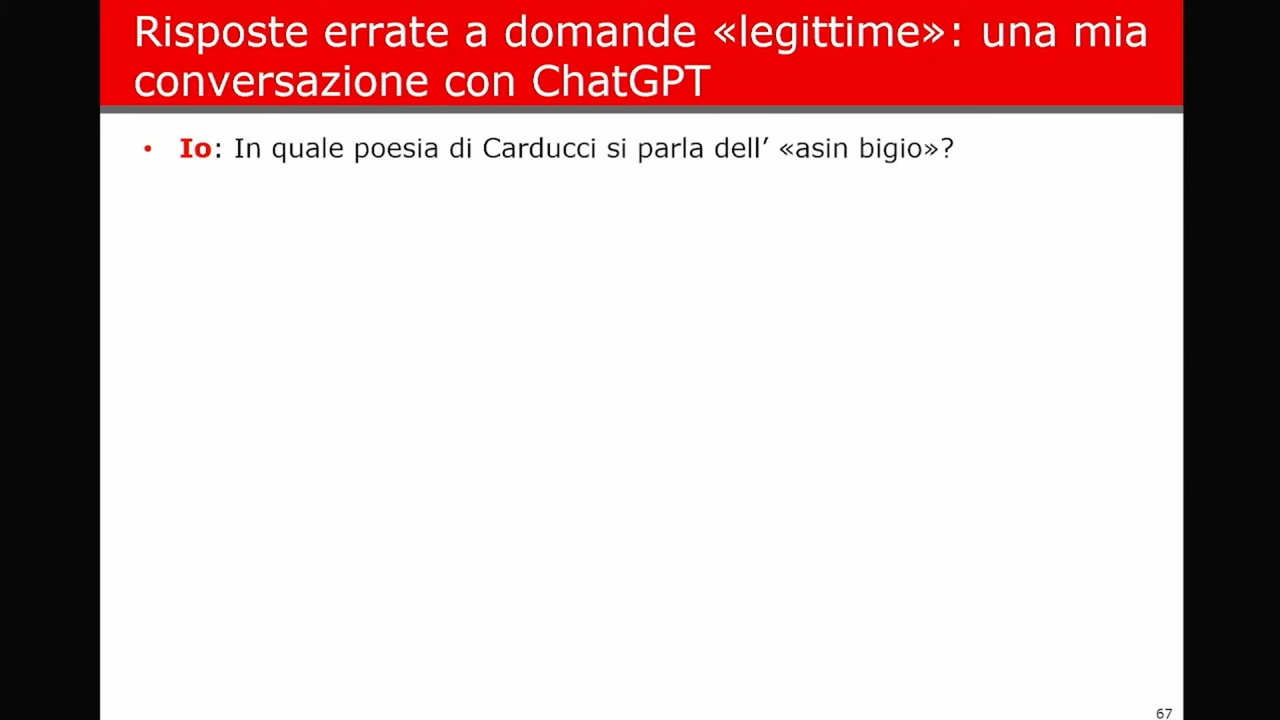 Risposte errate a domande «legittime»: una mia
conversazione con ChatGPT
• Io: In quale poesia di Carducci si parla dell’ «asin bigio»?
67